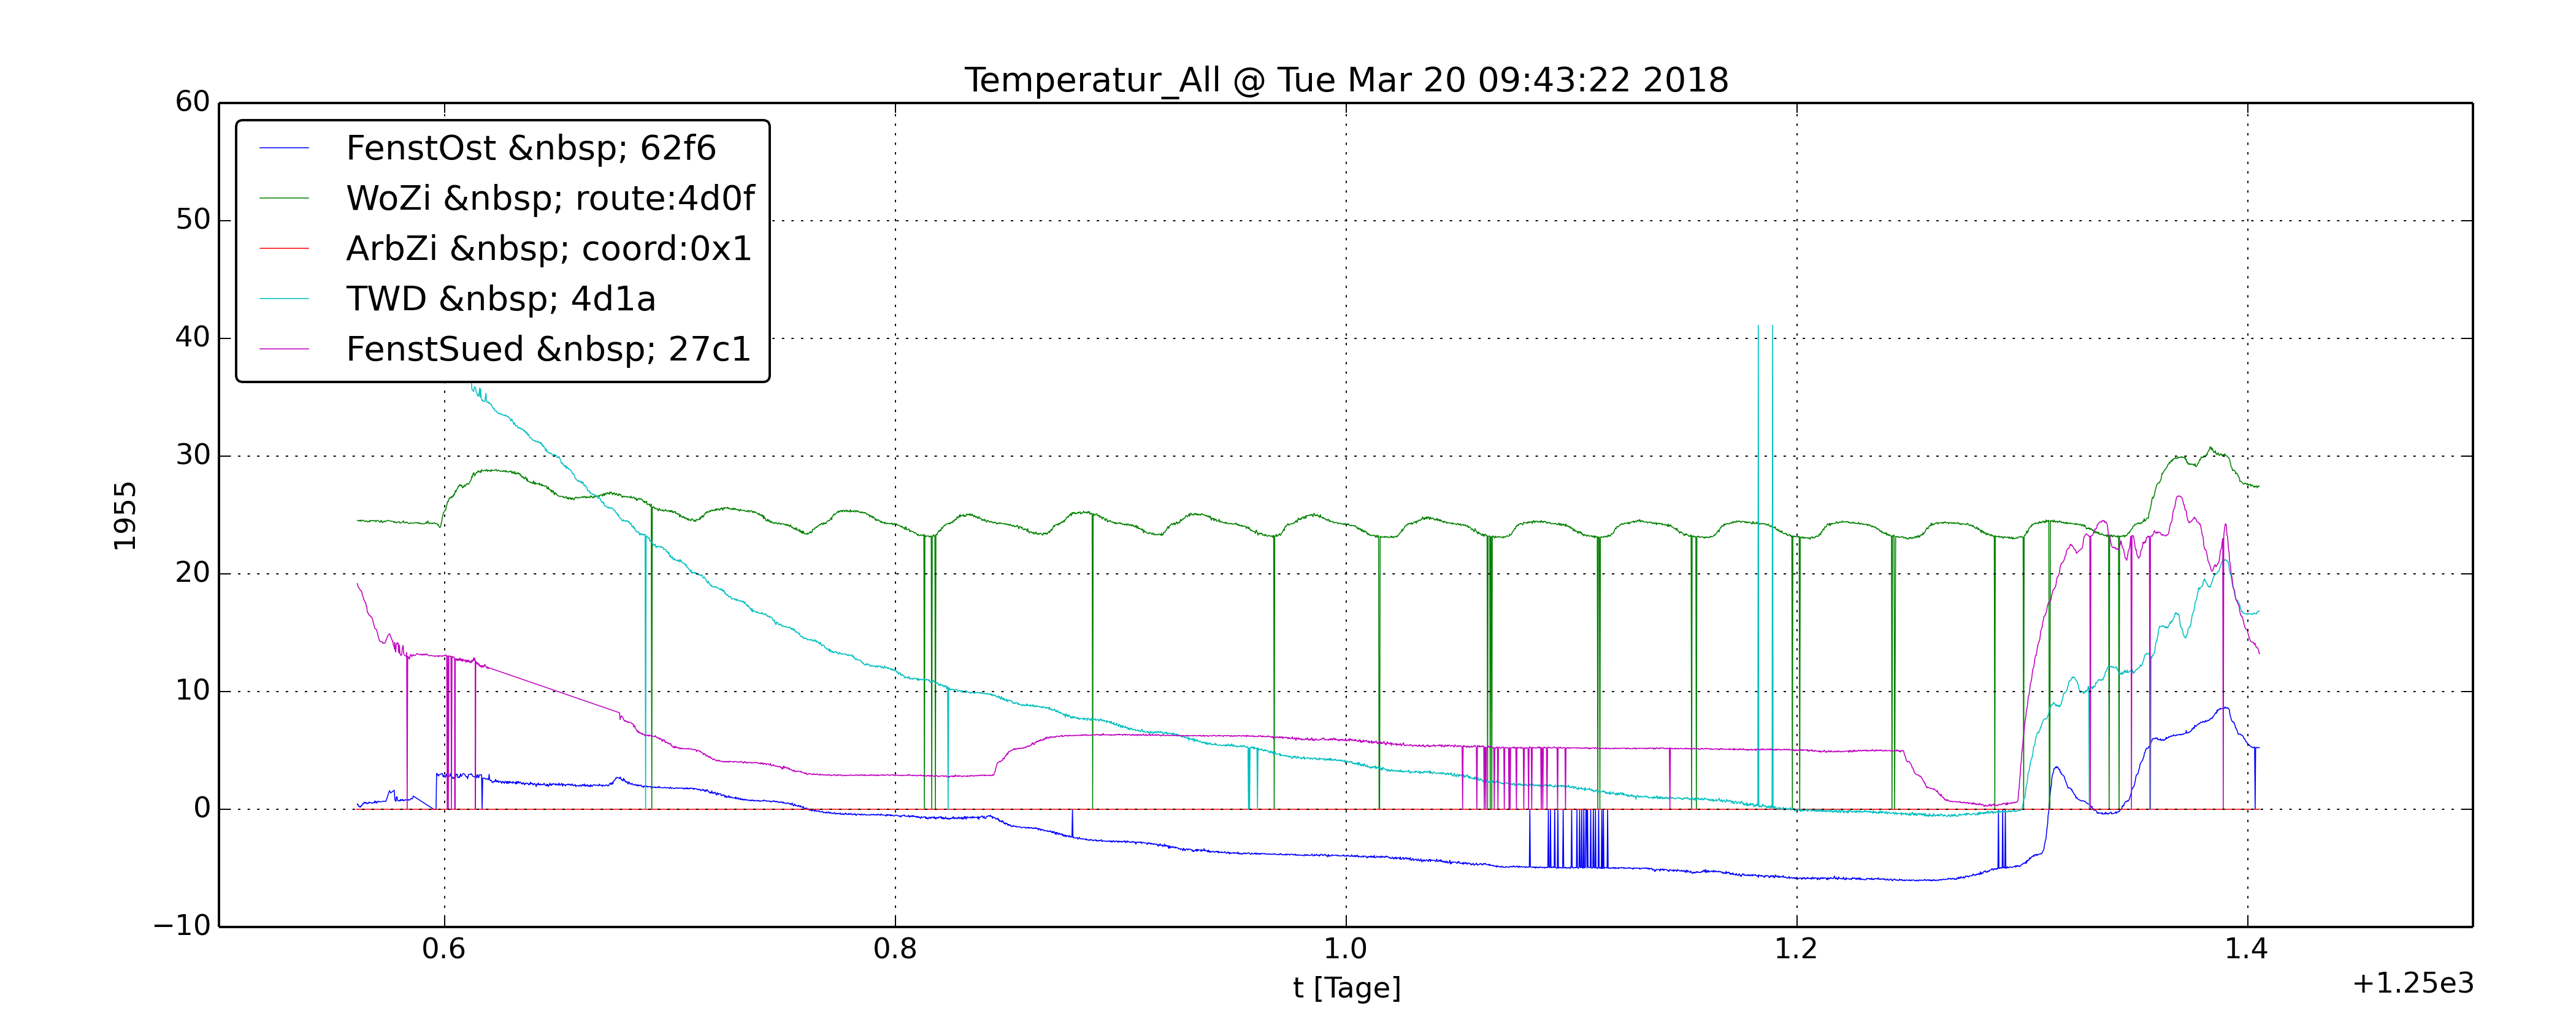 Temperatur_All @ Tue Mar 20 09:43:22 2018
60
50
40
30
20
10
0
−10
1955
FenstOst &nbsp; 62f6
WoZi &nbsp; route:4d0f
ArbZi &nbsp; coord:0x1
TWD &nbsp; 4d1a
FenstSued &nbsp; 27c1
0.6 0.8 1.0 1.2 1.4
t [Tage]
+1.25e3